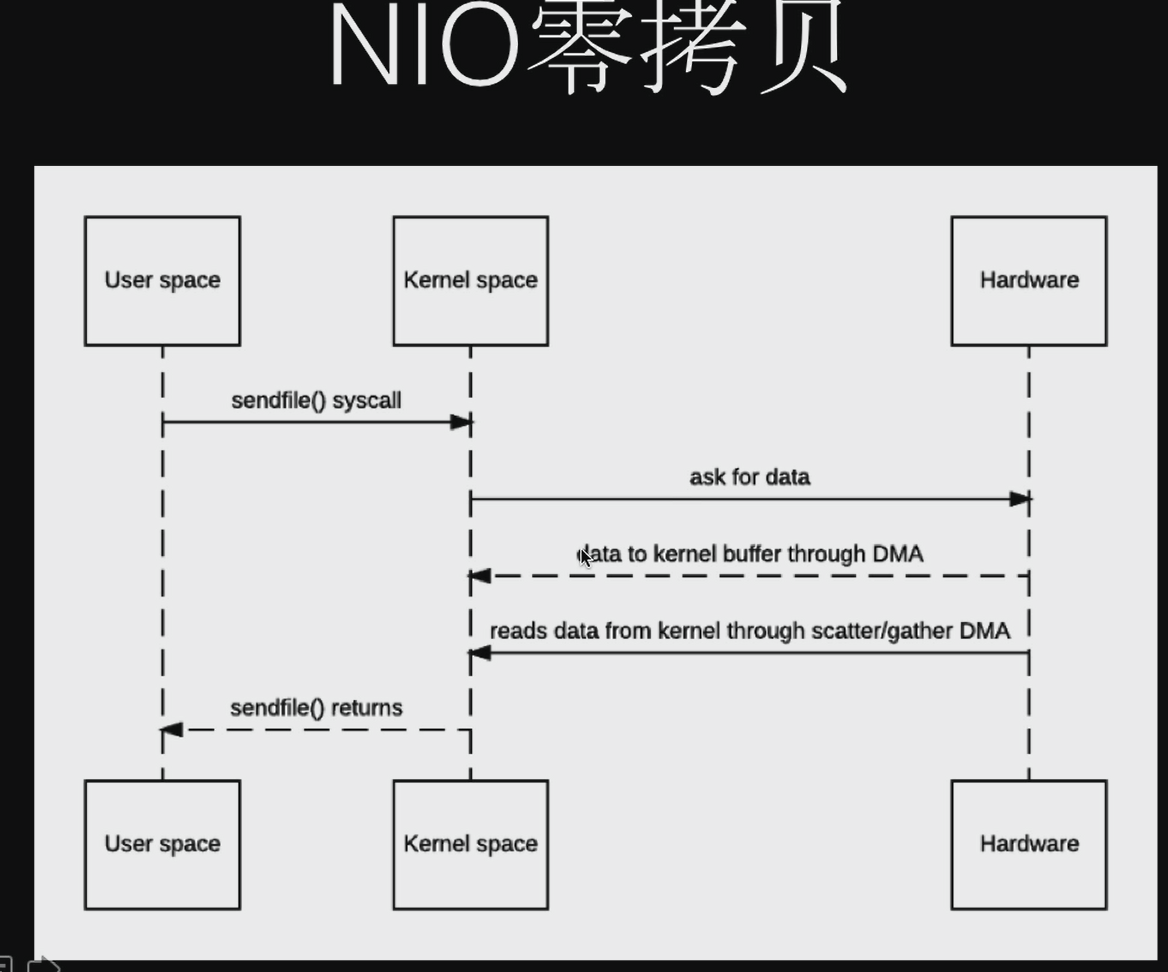 NIO零拷贝
User space
Kernel space
Hardware
sendfile() syscall
ask for data
data to kernel buffer through DMA
reads data from kernel through scatter/gather DMA
sendfile() returns
User space
Kernel space
Hardware